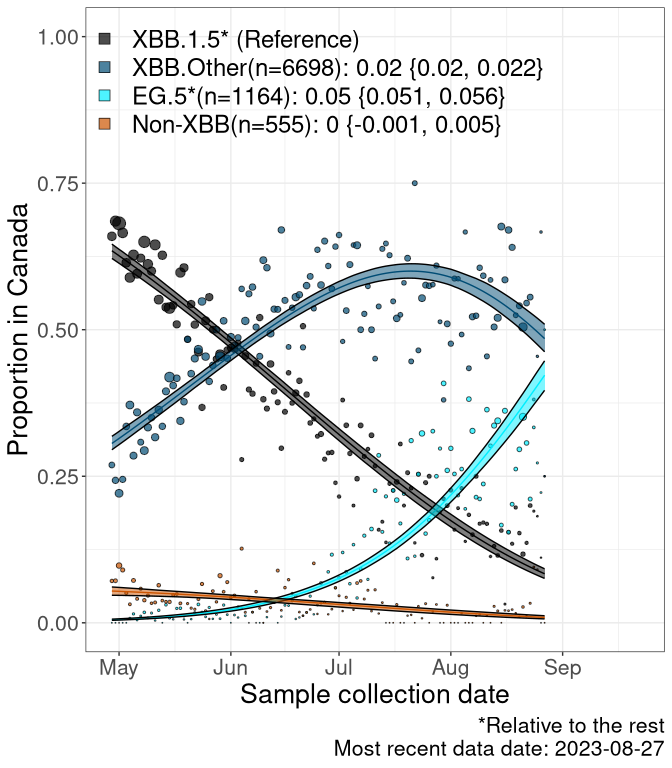 1.00
XBB.1.5* (Reference)
XBB.Other(n=6698): 0.02 {0.02, 0.022}
EG.5*(n=1164): 0.05 {0.051, 0.056}
Non-XBB(n=555): 0 {-0.001, 0.005}
0.75
Proportion in Canada
0.50
0.25
0.00
May Jun Jul Aug Sep
Sample collection date
*Relative to the rest
Most recent data date: 2023-08-27